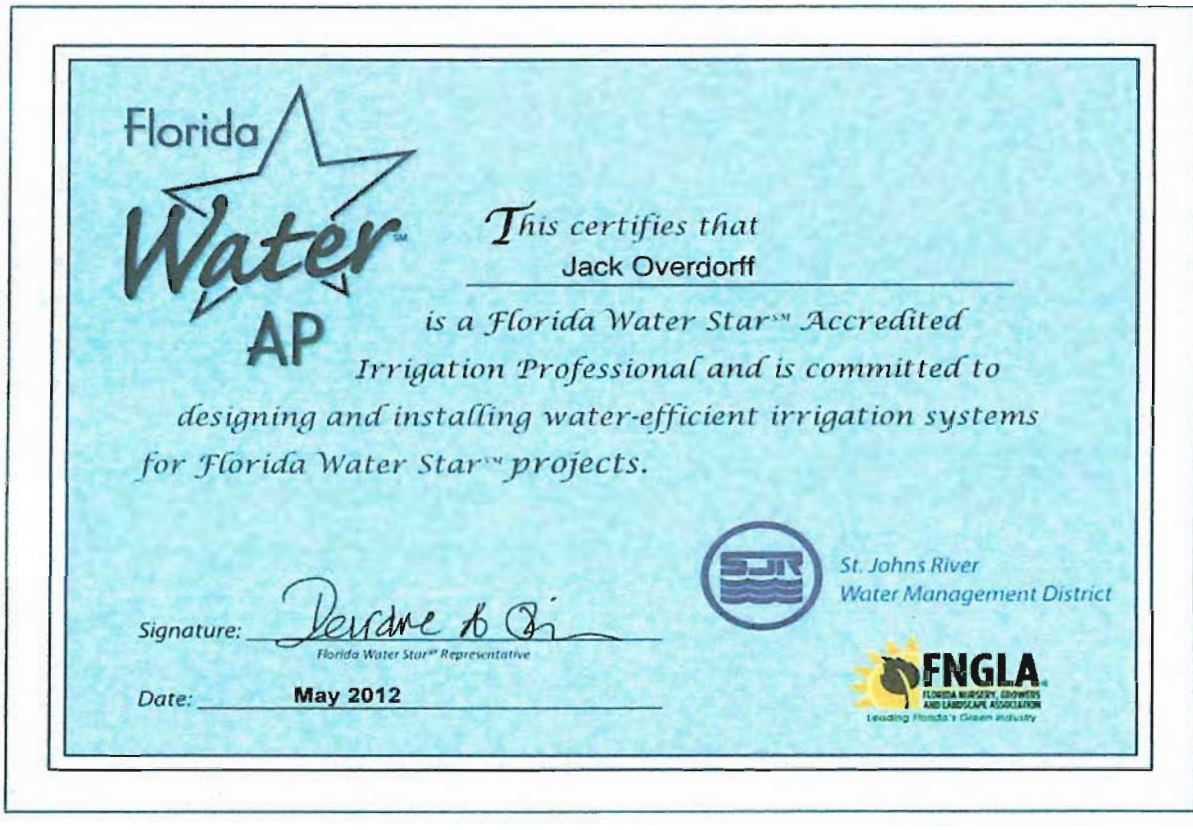 Florida
Water℠
AP
This certifies that
Jack Overdorff
is a Florida Water Star℠ Accredited
Irrigation Professional and is committed to
designing and installing water-efficient irrigation systems
for Florida Water Star℠ projects.
SJR
St. Johns River
Water Management District
Signature:
Florida Water Star℠ Representative
Date: May 2012
FNGLA
FLORIDA NURSERY, GROWERS
AND LANDSCAPE ASSOCIATION
Leading Florida's Green Industry